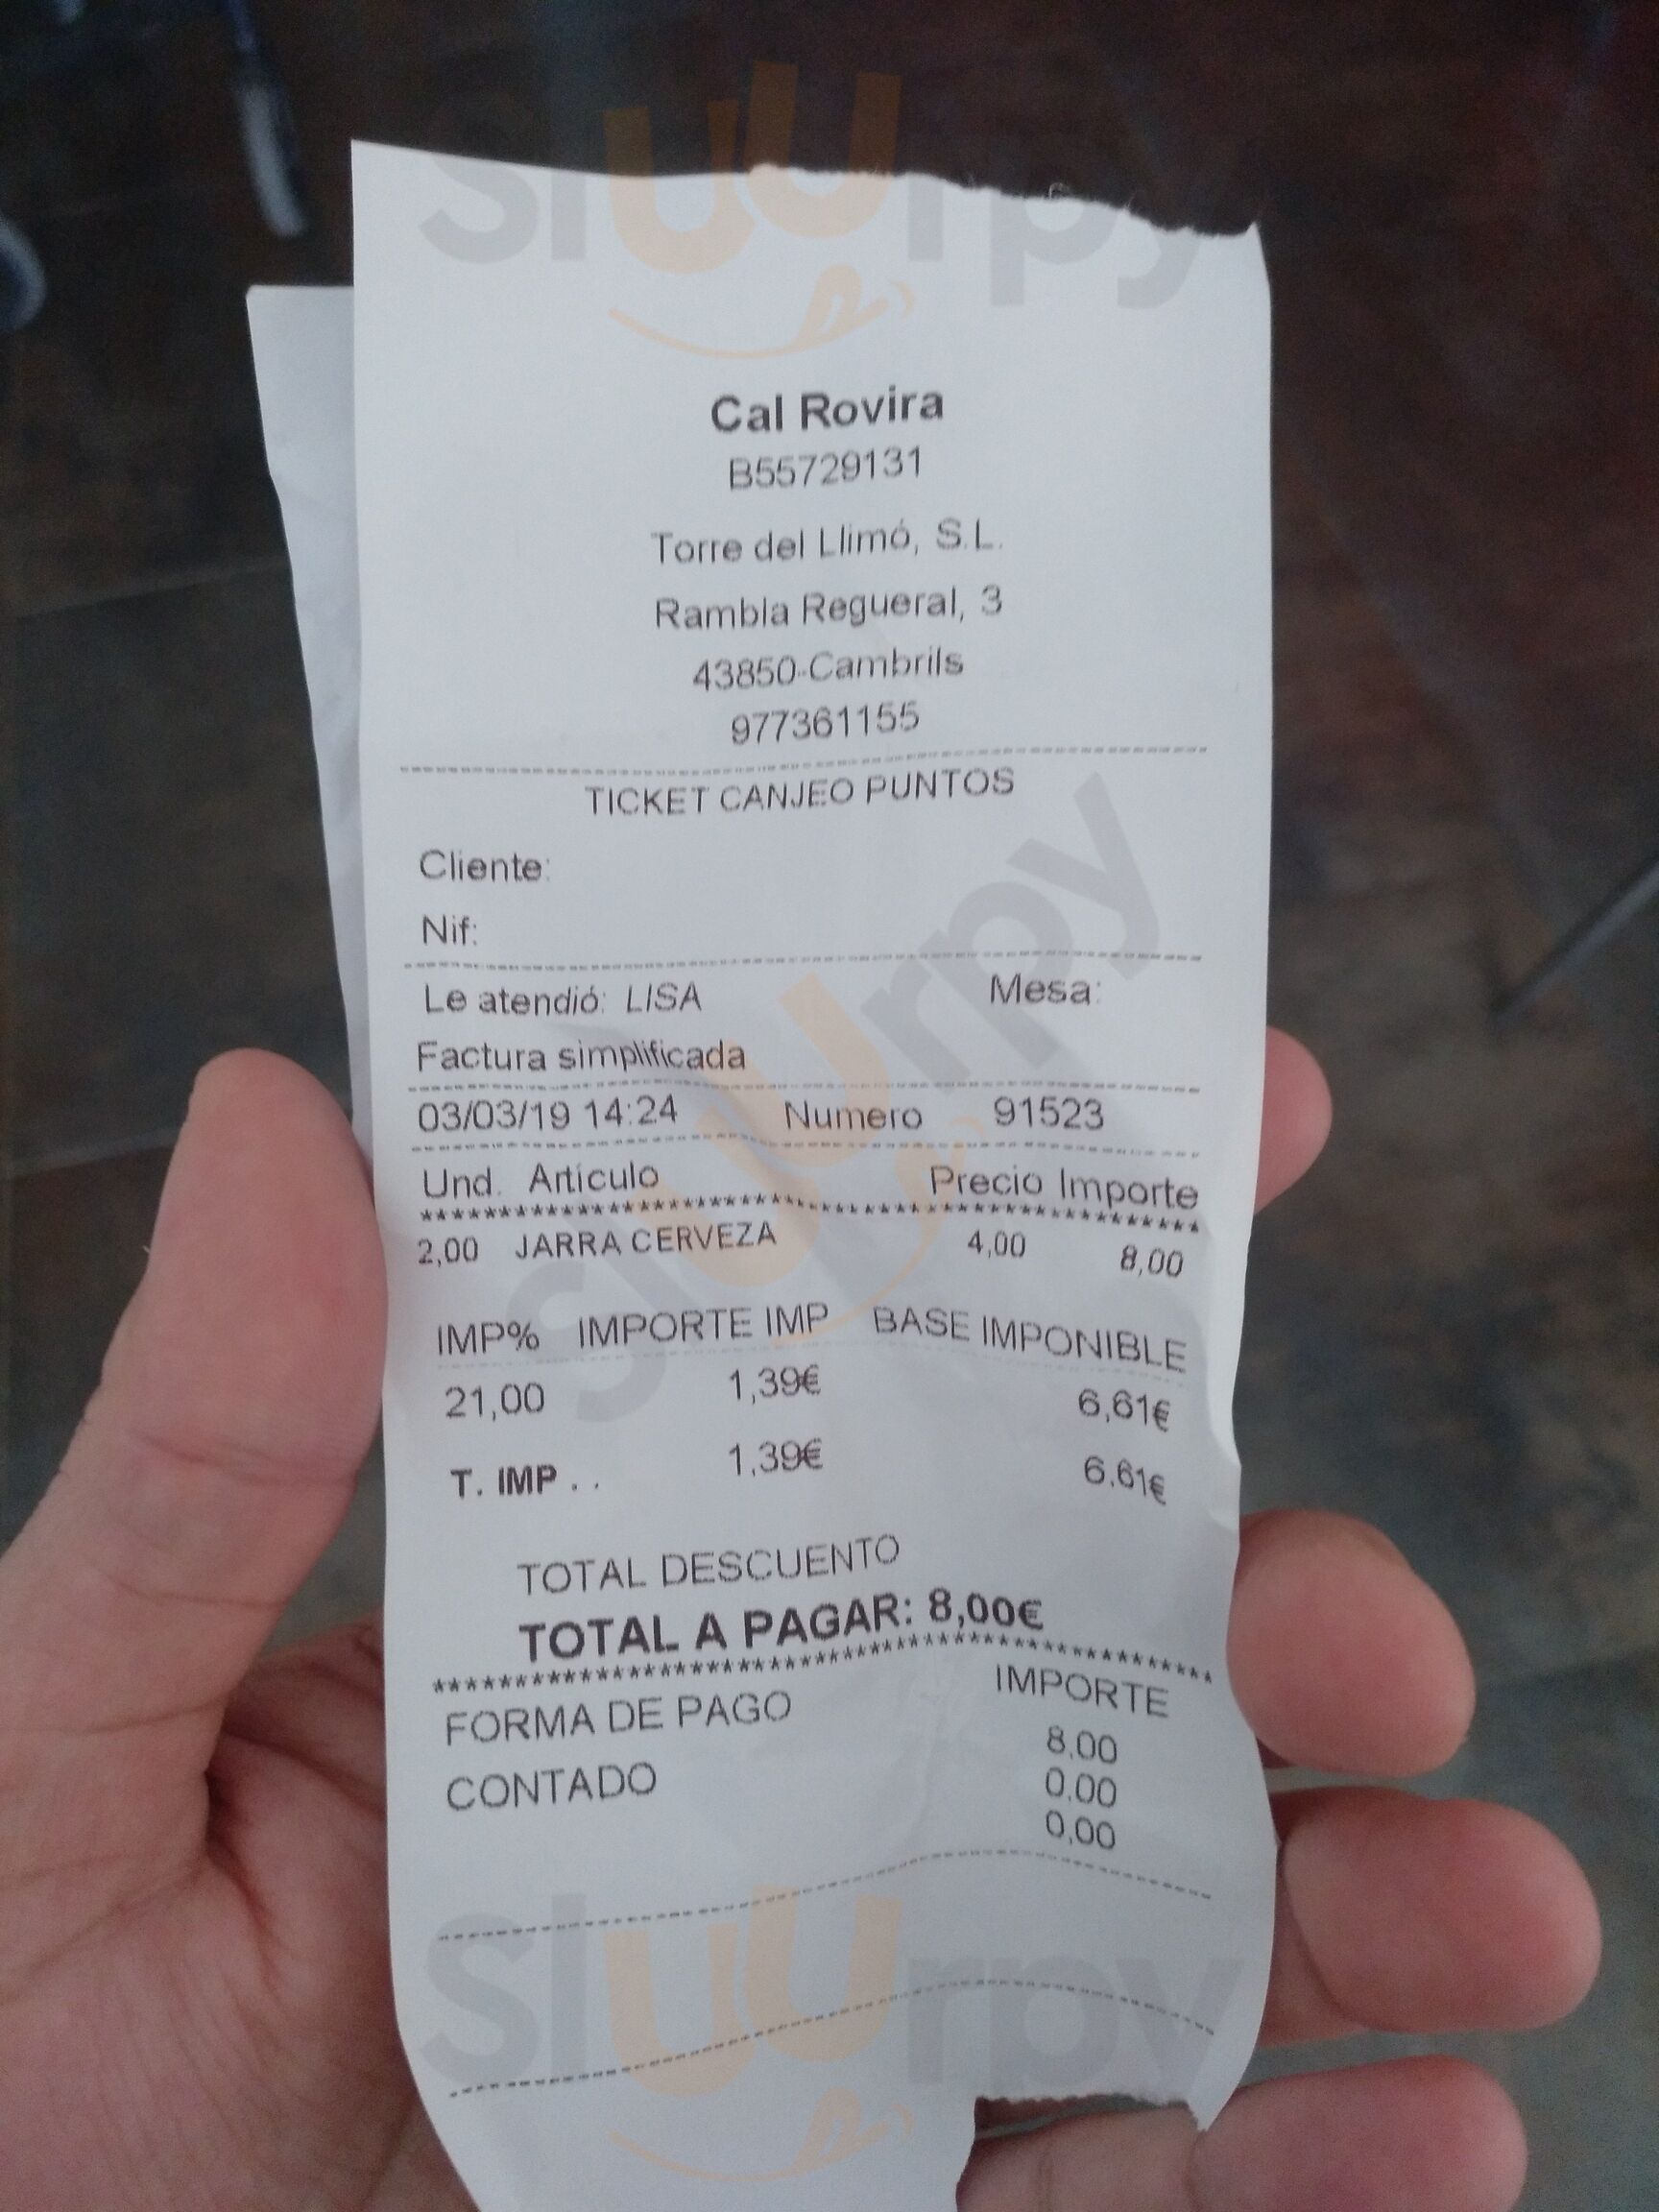 sluurpy
Cal Rovira
B55729131
Torre del Llimó, S.L.
Rambla Regueral, 3
43850-Cambrils
977361155
TICKET CANJEO PUNTOS
Cliente:
Nif:
Le atendió: LISA Mesa:
Factura simplificada
03/03/19 14:24 Numero 91523
Und. Artículo Precio Importe
****************************************************
2,00 JARRA CERVEZA 4,00 8,00
IMP% IMPORTE IMP BASE IMPONIBLE
21,00 1,39€ 6,61€
T. IMP . . 1,39€ 6.61€
TOTAL DESCUENTO
TOTAL A PAGAR: 8,00€
****************************************************
FORMA DE PAGO IMPORTE
CONTADO 8.00
0.00
0,00
sluurpy
sluurpy